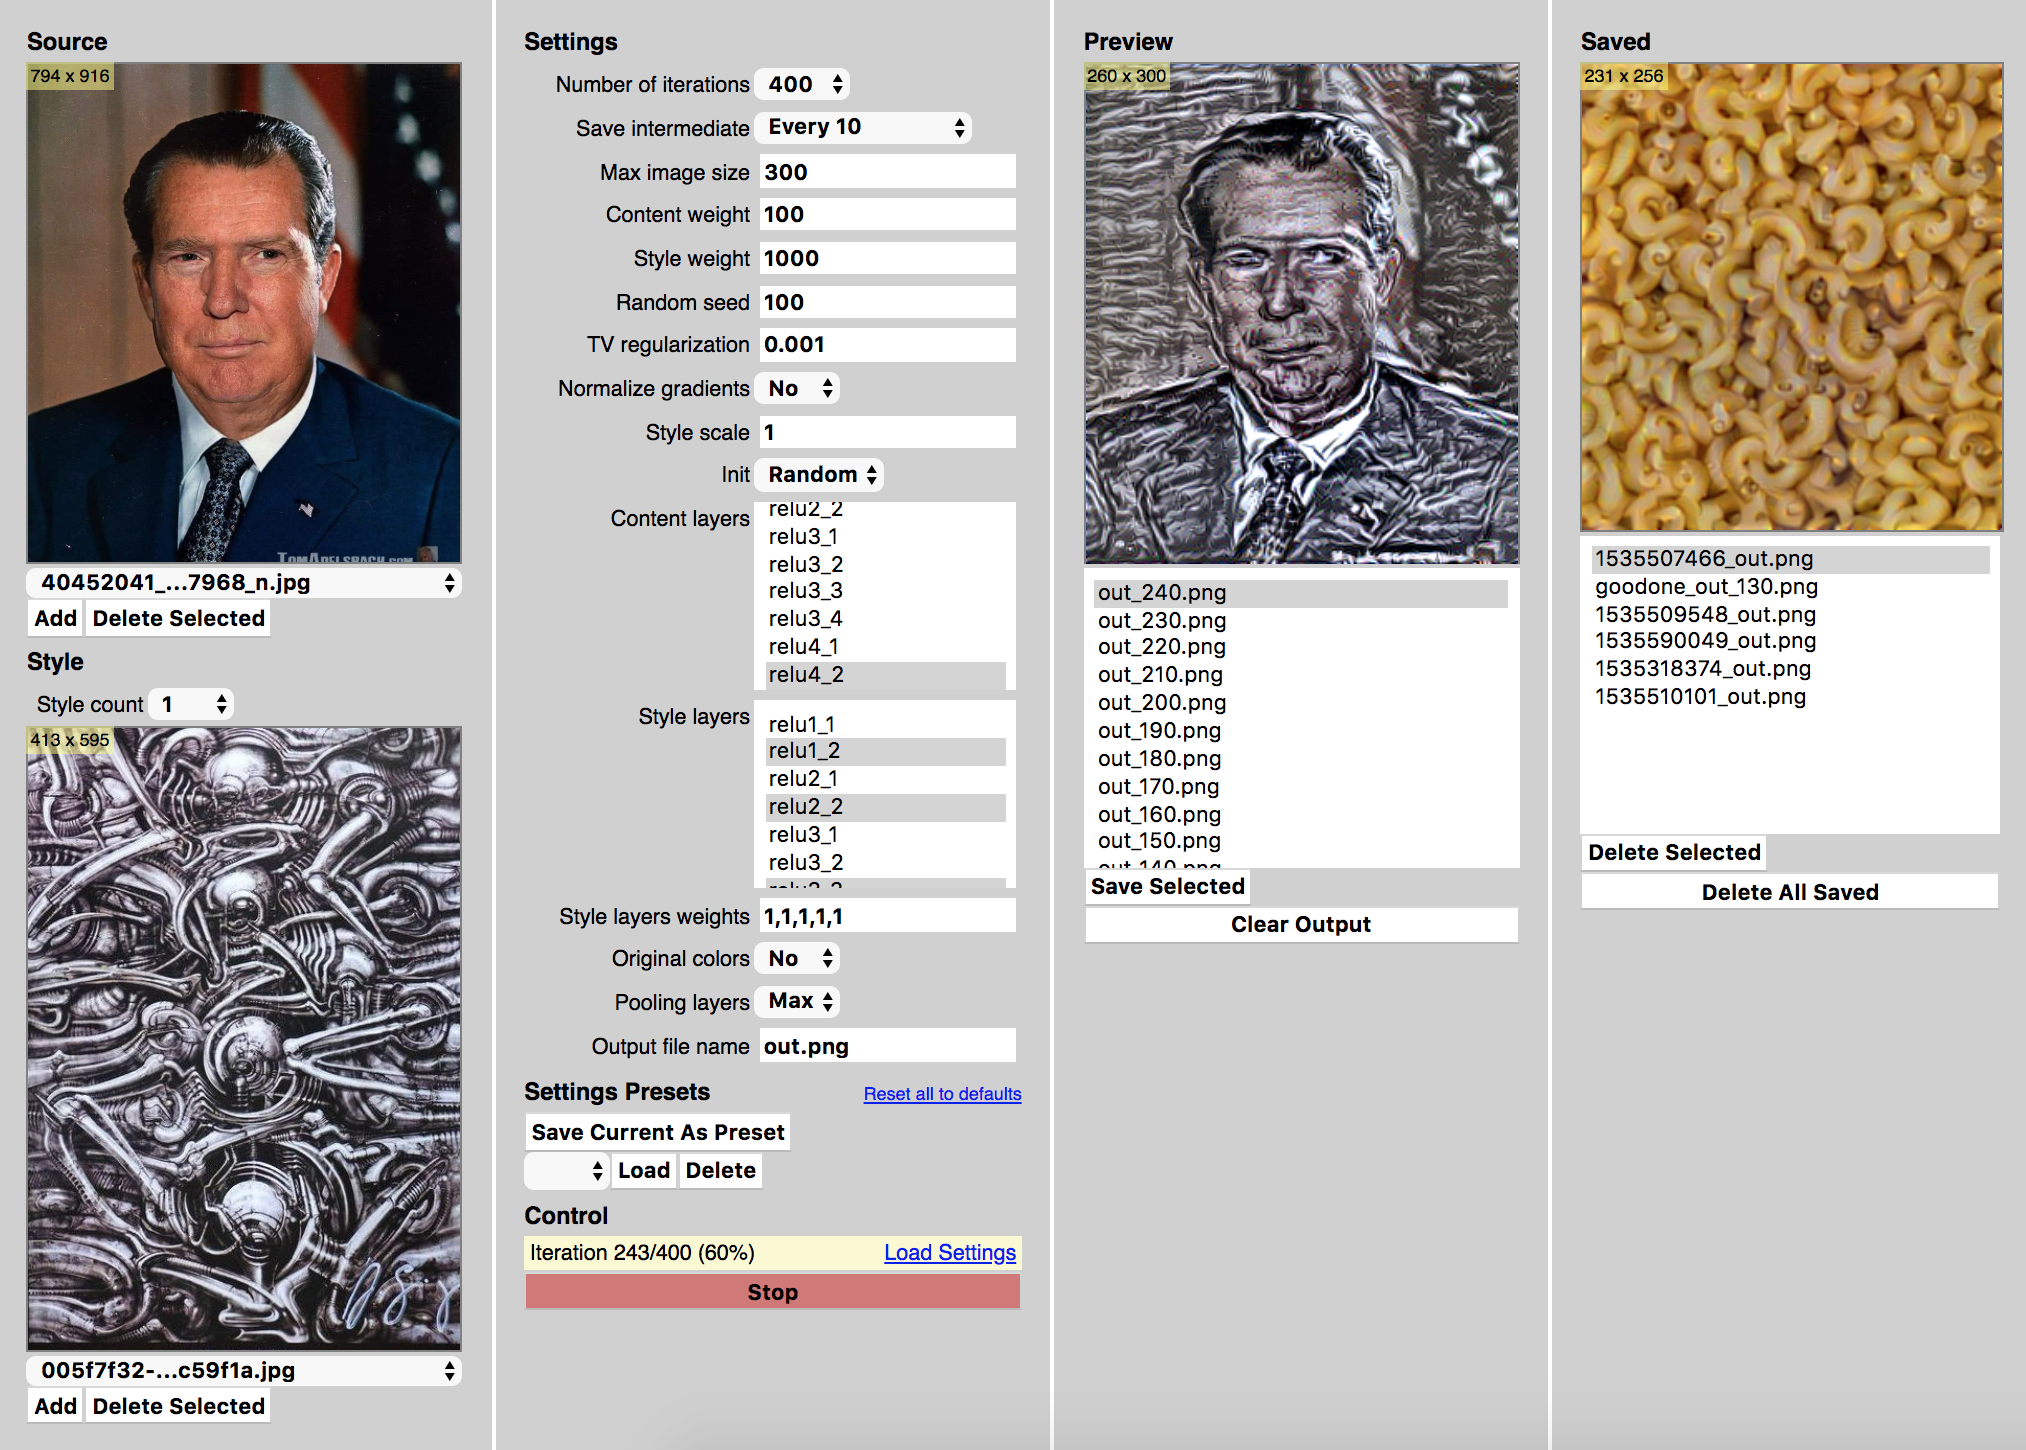 Source
794 x 916
TOMADELSBACH.COM
40452041_...7968_n.jpg
Add
Delete Selected
Style
Style count 1
413 x 595
005f7f32-...c59f1a.jpg
Add
Delete Selected
Settings
Number of iterations 400
Save intermediate Every 10
Max image size 300
Content weight 100
Style weight 1000
Random seed 100
TV regularization 0.001
Normalize gradients No
Style scale 1
Init Random
Content layers
relu2_2
relu3_1
relu3_2
relu3_3
relu3_4
relu4_1
relu4_2
Style layers
relu1_1
relu1_2
relu2_1
relu2_2
relu3_1
relu3_2
Style layers weights 1,1,1,1,1
Original colors No
Pooling layers Max
Output file name out.png
Settings Presets
Reset all to defaults
Save Current As Preset
Load
Delete
Control
Iteration 243/400 (60%)
Load Settings
Stop
Preview
260 x 300
out_240.png
out_230.png
out_220.png
out_210.png
out_200.png
out_190.png
out_180.png
out_170.png
out_160.png
out_150.png
out_140.png
Save Selected
Clear Output
Saved
231 x 256
1535507466_out.png
goodone_out_130.png
1535509548_out.png
1535590049_out.png
1535318374_out.png
1535510101_out.png
Delete Selected
Delete All Saved